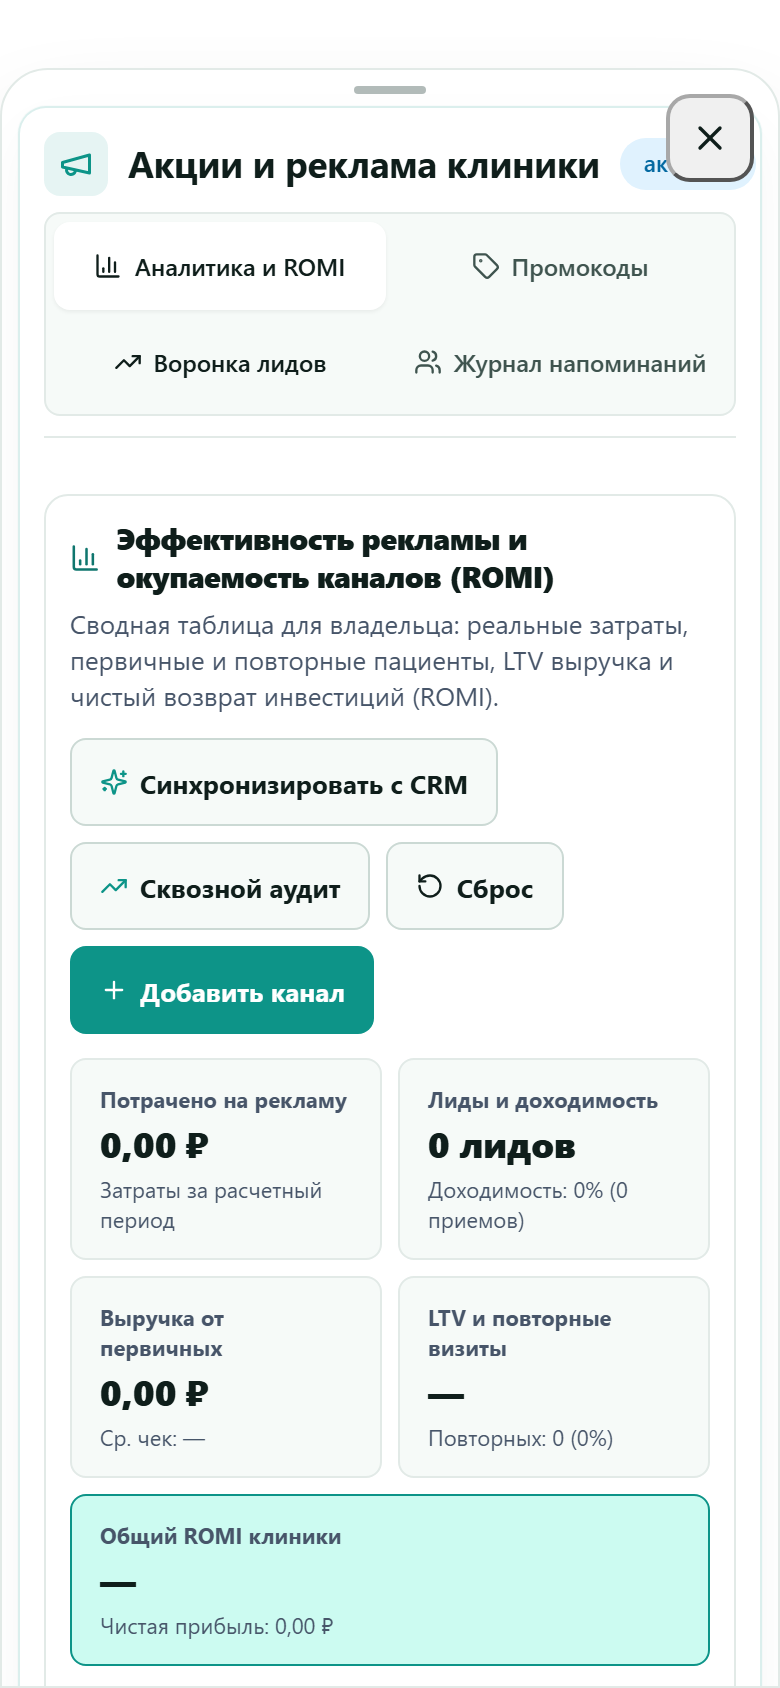 Акции и реклама клиники
Аналитика и ROMI
Промокоды
Воронка лидов
Журнал напоминаний
Эффективность рекламы и
окупаемость каналов (ROMI)
Сводная таблица для владельца: реальные затраты,
первичные и повторные пациенты, LTV выручка и
чистый возврат инвестиций (ROMI).
Синхронизировать с CRM
Сквозной аудит
Сброс
Добавить канал
Потрачено на рекламу
0,00 ₽
Затраты за расчетный
период
Лиды и доходимость
0 лидов
Доходимость: 0% (0
приемов)
Выручка от
первичных
0,00 ₽
Ср. чек: —
LTV и повторные
визиты
—
Повторных: 0 (0%)
Общий ROMI клиники
—
Чистая прибыль: 0,00 ₽